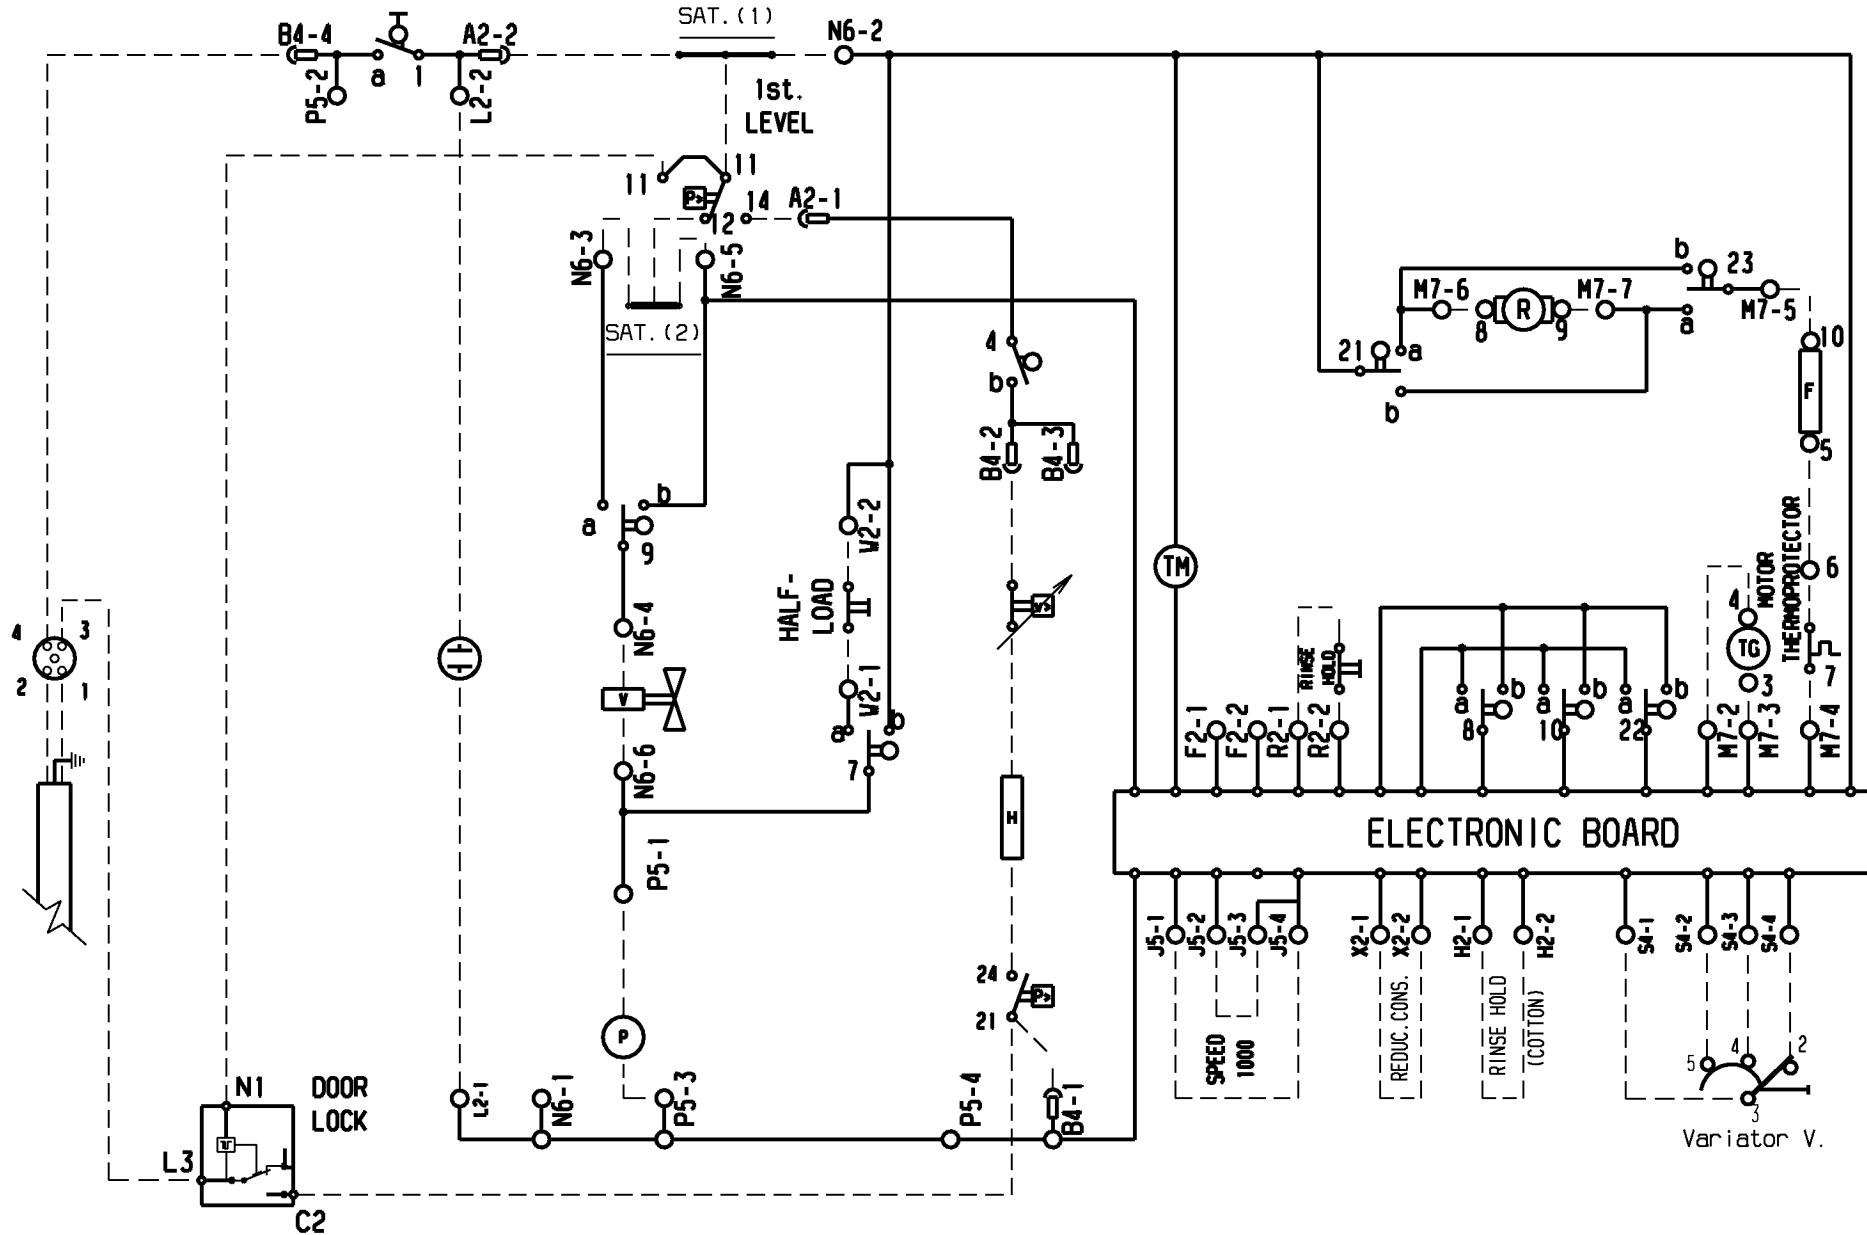 SAT.(1)
B4-4
A2-2
N6-2
a
1
P5-2
L2-2
1st.
LEVEL
11
11
P>
14
A2-1
12
N6-3
N6-5
SAT.(2)
b
23
M7-6
M7-7
M7-5
R
8
9
a
10
4
21
a
F
b
b
B4-2
B4-3
5
a
b
9
W2-2
HALF-
LOAD
TM
MOTOR
THERMOPROTECTOR
6
4
3
2
1
N6-4
V
W2-1
RINSE
HOLD
4
TG
3
7
a
b
7
N6-6
F2-1
F2-2
R2-1
R2-2
a
b
8
a
b
10
a
b
22
M7-2
M7-3
M7-4
H
ELECTRONIC BOARD
P5-1
J5-1
J5-2
J5-3
J5-4
X2-1
X2-2
H2-1
H2-2
S4-1
S4-2
S4-3
S4-4
24
P>
21
SPEED
1000
REDUC.CONS.
RINSE HOLD
(COTTON)
P
5
4
2
3
N1
DOOR
LOCK
L2-1
N6-1
P5-3
P5-4
B4-1
Variator V.
L3
C2